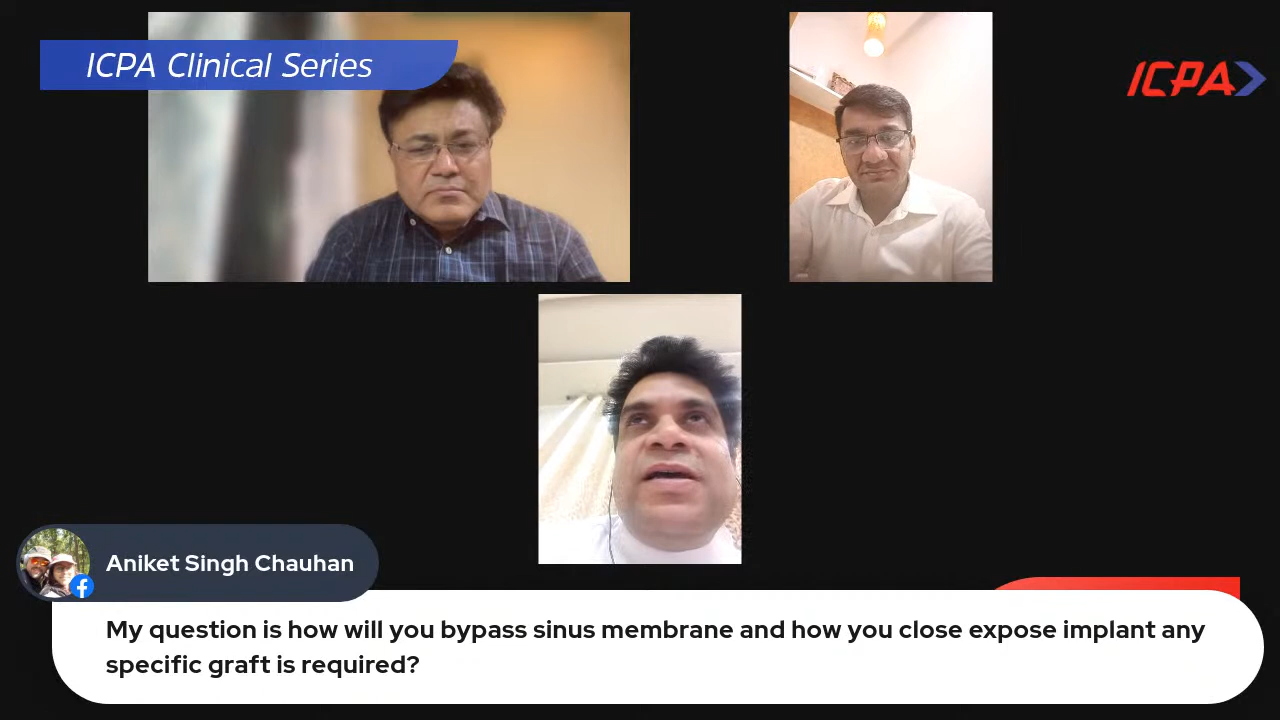 ICPA Clinical Series
ICPA
Aniket Singh Chauhan
My question is how will you bypass sinus membrane and how you close expose implant any
specific graft is required?